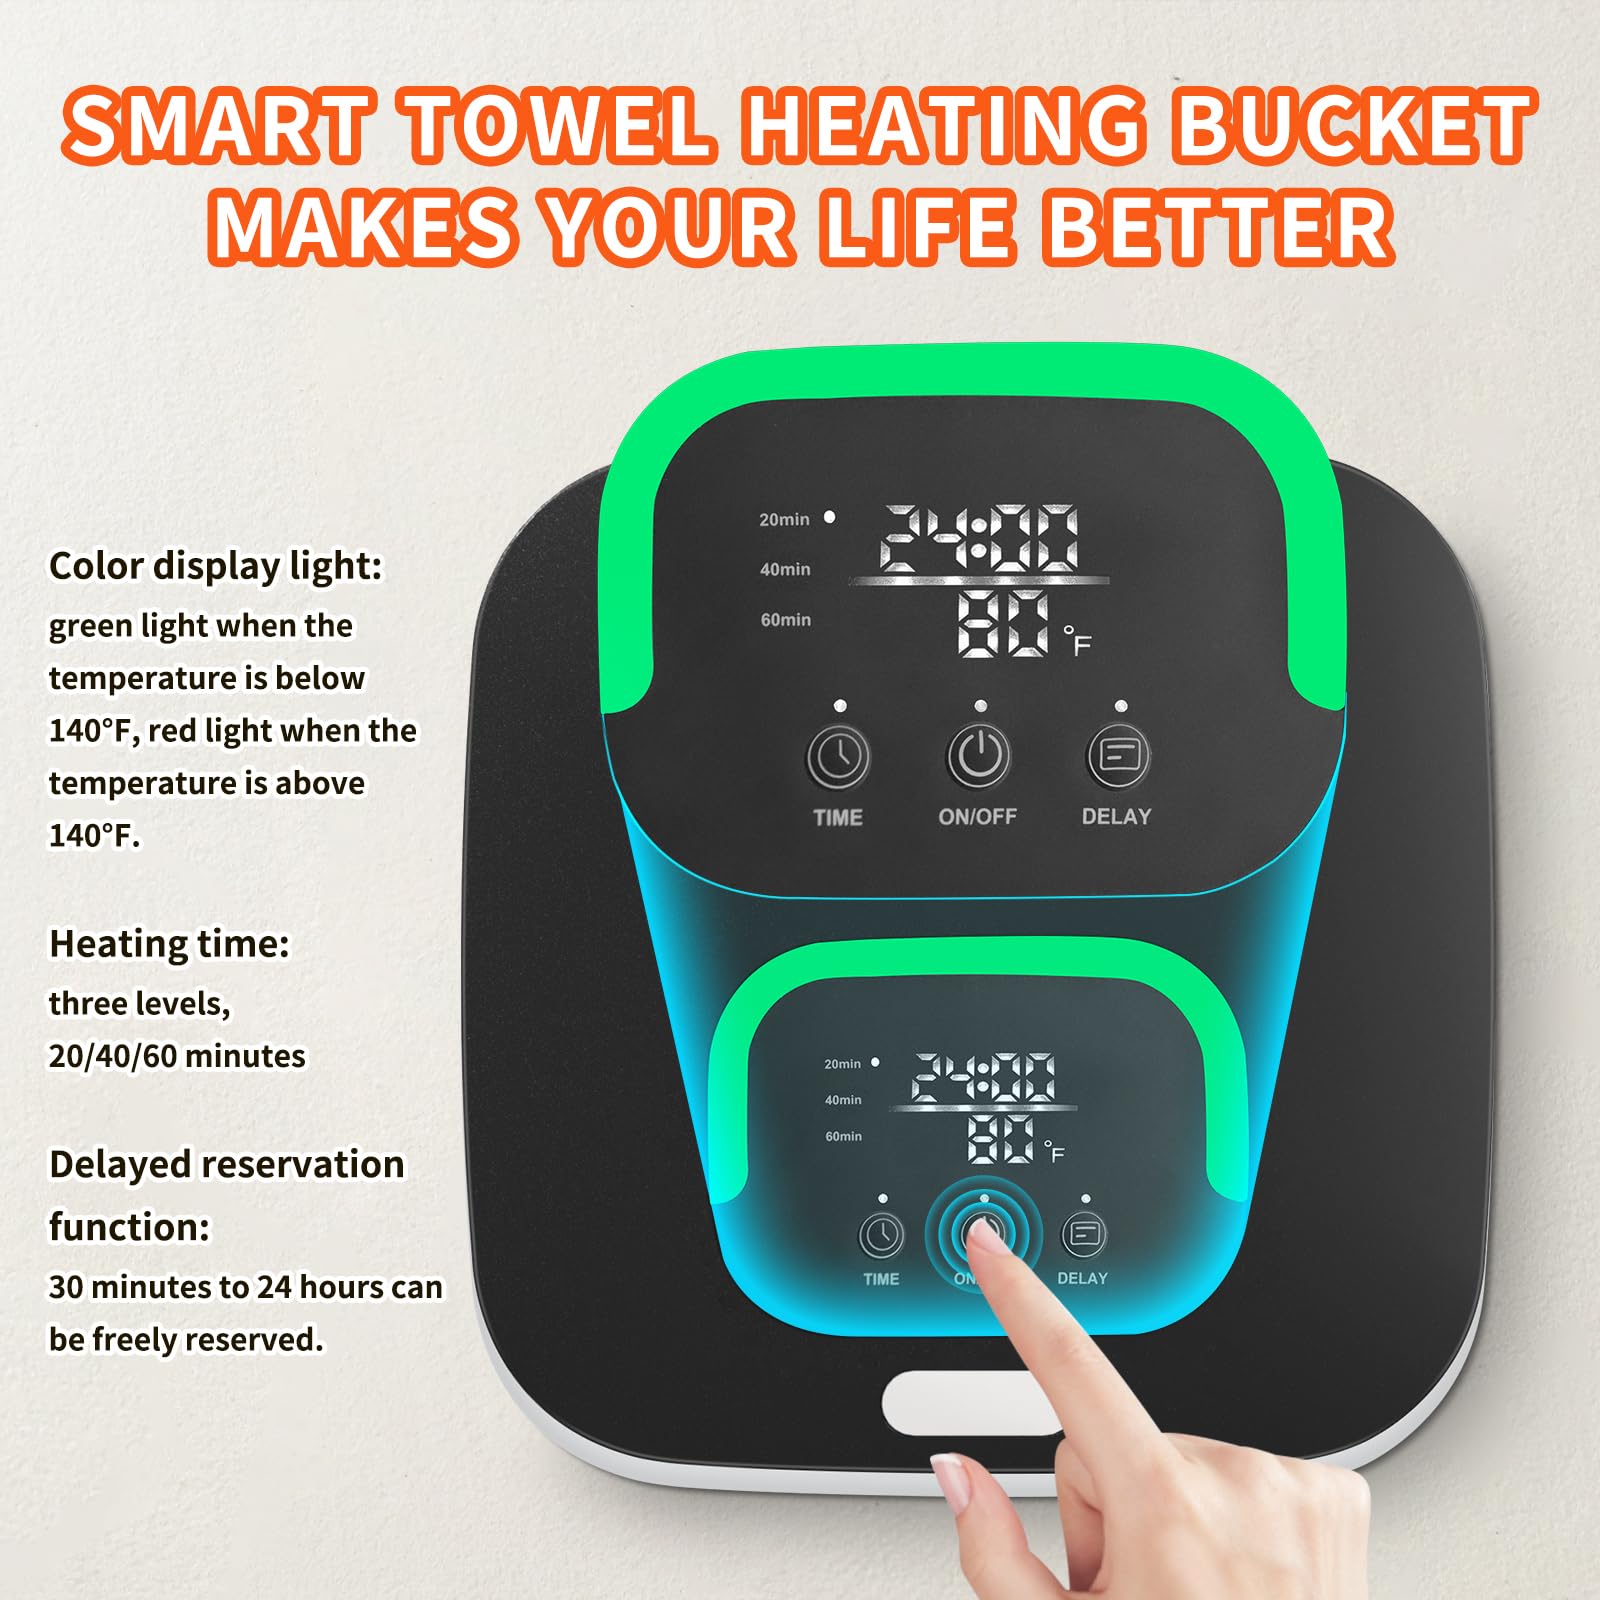 SMART TOWEL HEATING BUCKET
MAKES YOUR LIFE BETTER
Color display light:
green light when the
temperature is below
140°F, red light when the
temperature is above
140°F.
Heating time:
three levels,
20/40/60 minutes
Delayed reservation
function:
30 minutes to 24 hours can
be freely reserved.
20min
24:00
40min
60min
80 °F
TIME ON/OFF DELAY
20min
24:00
40min
60min
80 °F
TIME DELAY